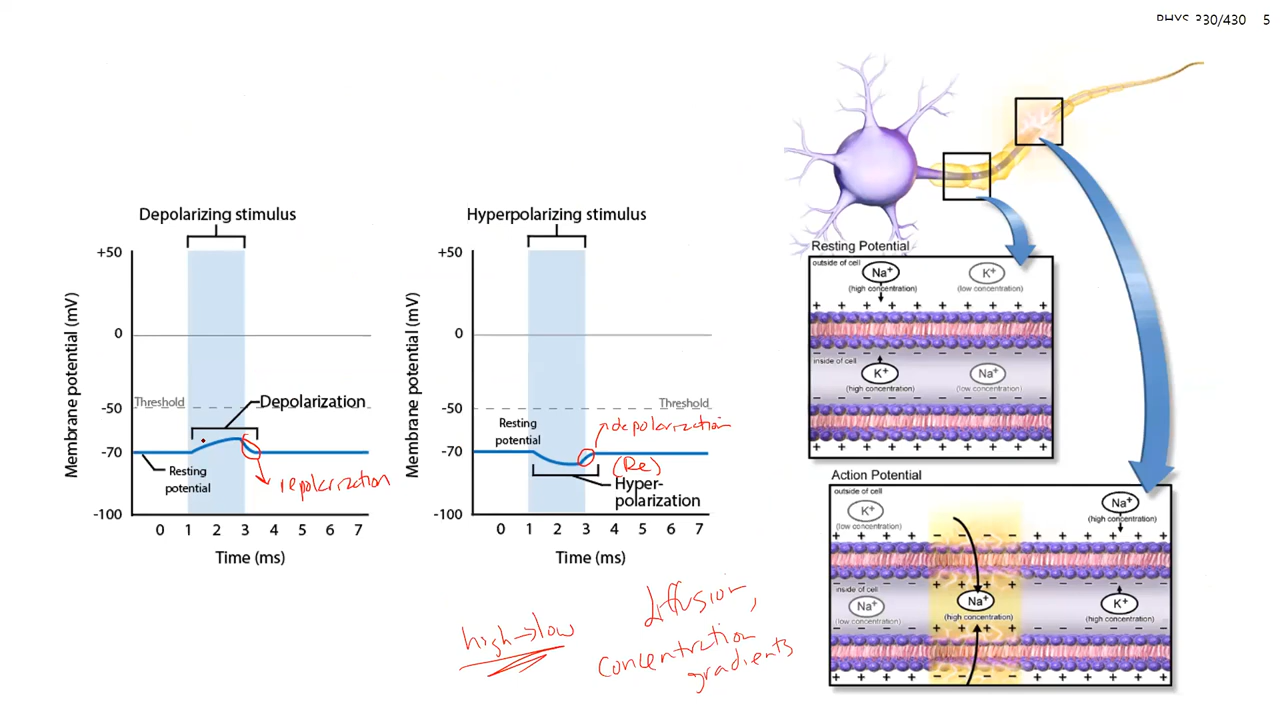 PHYS 330/430 5
Depolarizing stimulus
+50
0
Threshold
-50
Depolarization
-70
Resting
potential
repolarization
-100
Membrane potential (mV)
0 1 2 3 4 5 6 7
Time (ms)
Hyperpolarizing stimulus
+50
0
Threshold
-50
Resting
potential
depolarization
-70
(Re)
Hyper-
polarization
-100
Membrane potential (mV)
0 1 2 3 4 5 6 7
Time (ms)
high→low
diffusion,
concentration
gradients
Resting Potential
outside of cell
Na+
(high concentration)
K+
(low concentration)
+ + + + + + + + +
- - - - - - - - -
inside of cell
K+
(high concentration)
Na+
(low concentration)
- - - - - - - - -
+ + + + + + + + +
Action Potential
outside of cell
K+
(low concentration)
Na+
(high concentration)
+ + + + - - - - + + + + + +
- - - - + + + + - - - - - -
inside of cell
Na+
(low concentration)
Na+
(high concentration)
K+
(high concentration)
- - - - + + + + - - - - - -
+ + + + - - - - + + + + + +